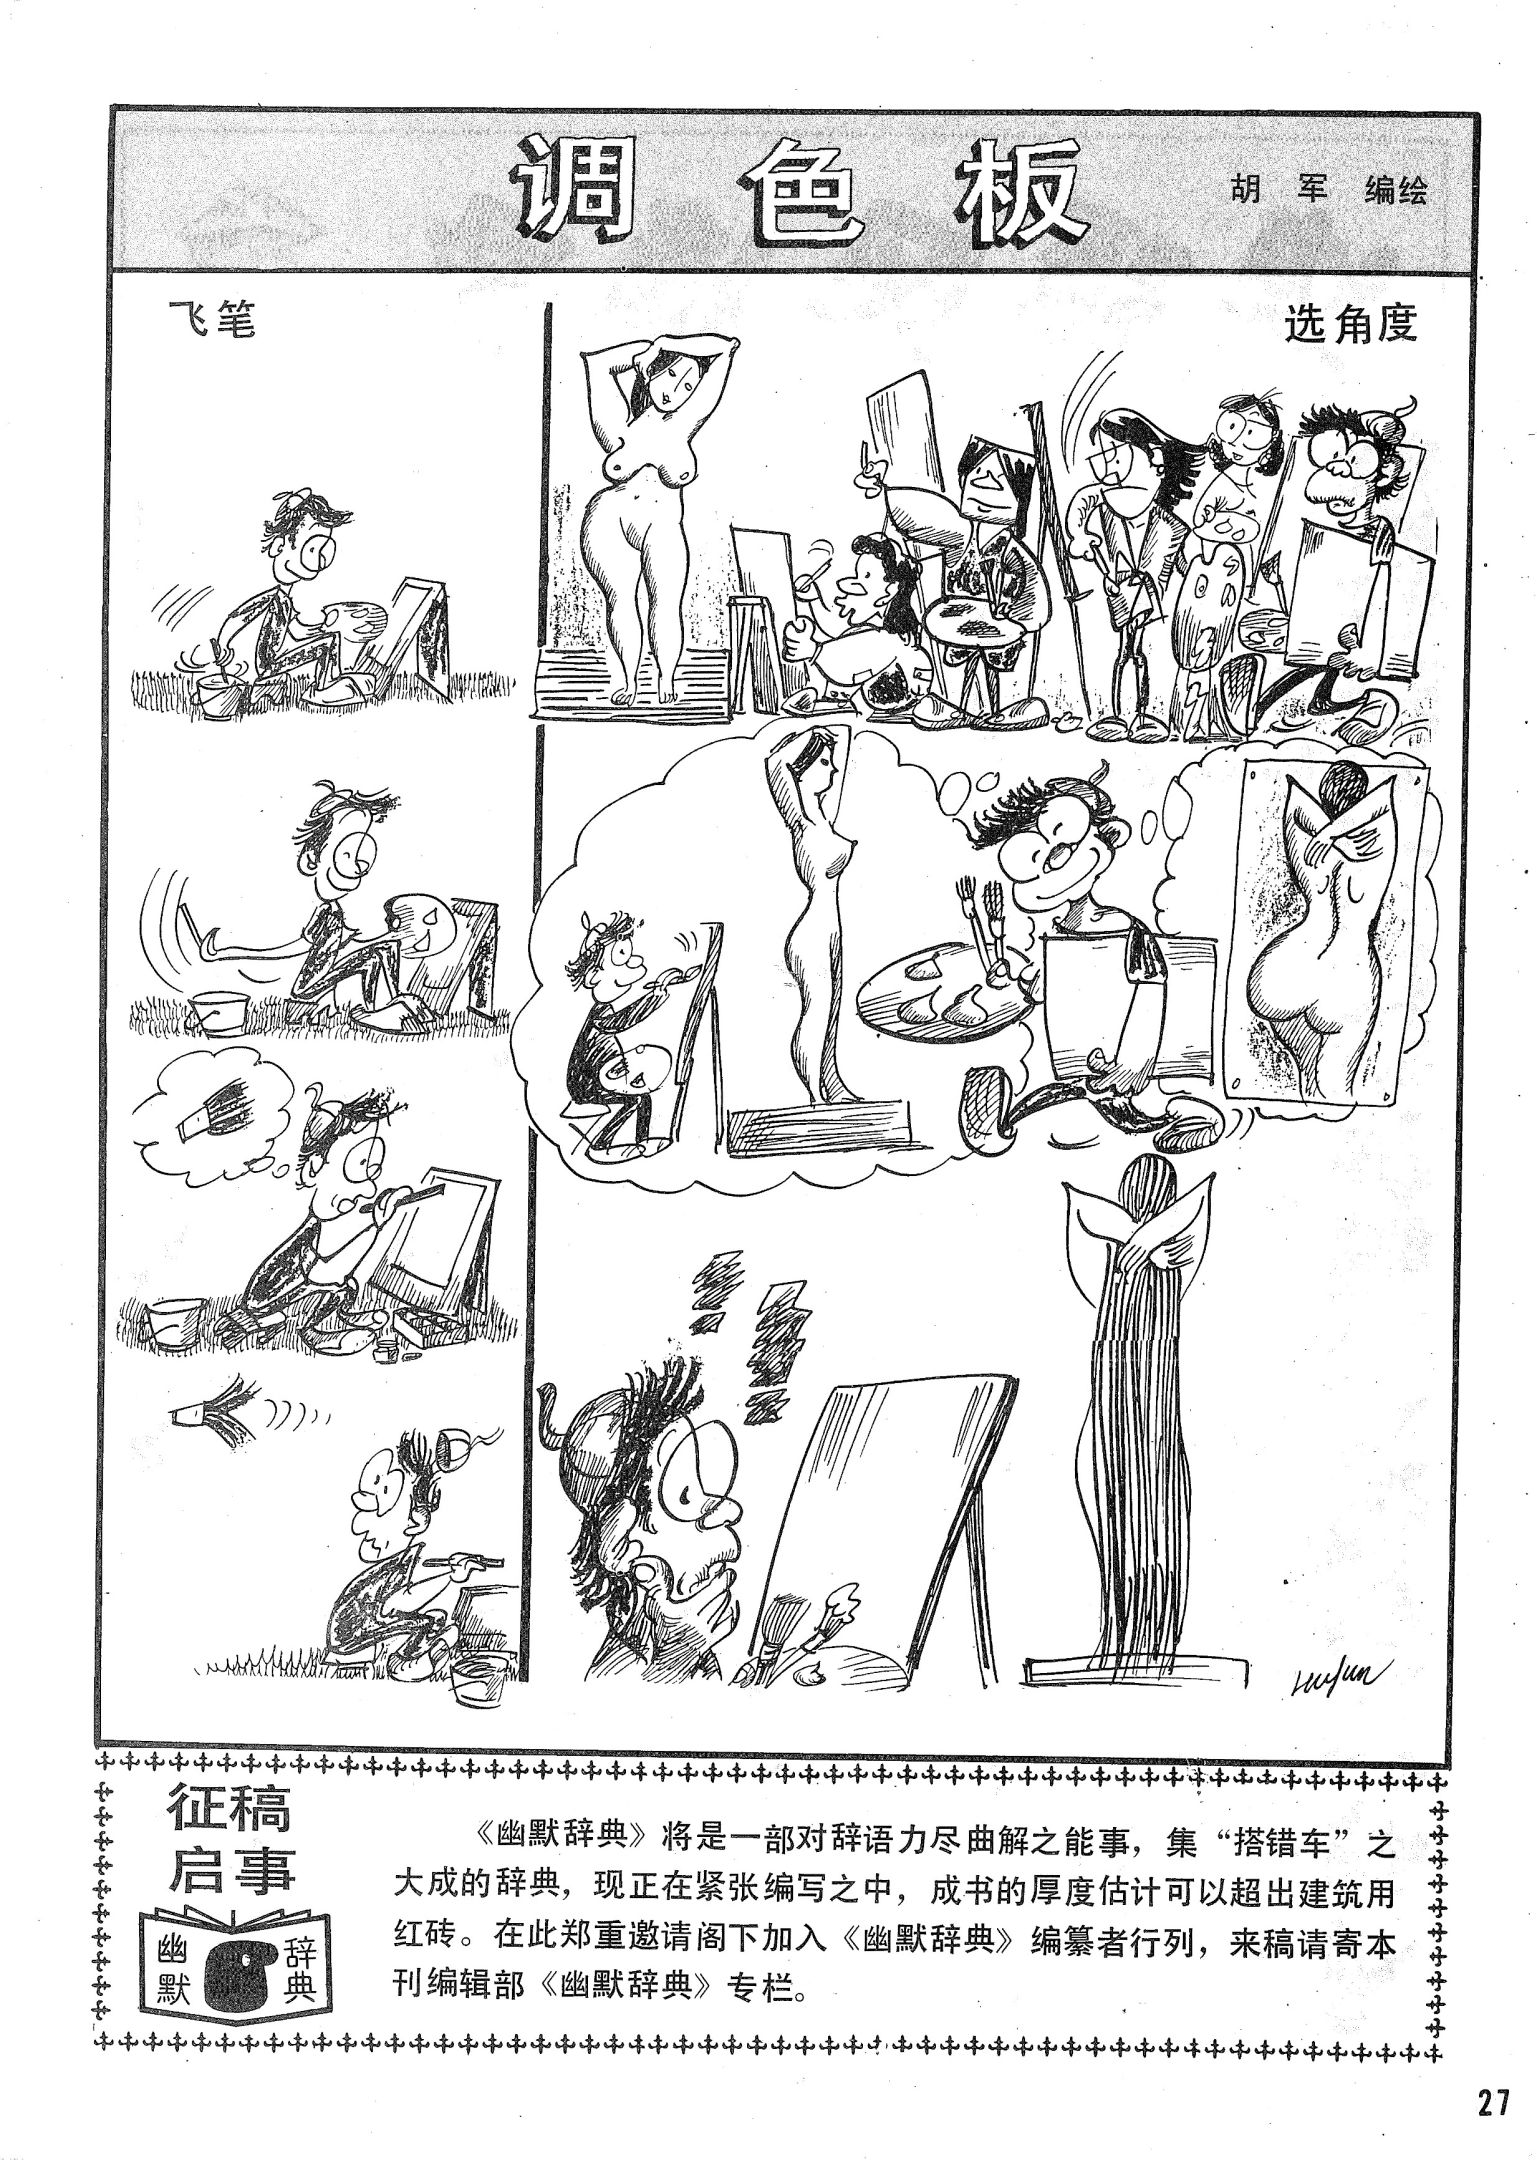 调色板
胡军 编绘
飞笔
选角度
Hujun
征稿
启事
幽默
辞典
《幽默辞典》将是一部对辞语力尽曲解之能事，集“搭错车”之
大成的辞典，现正在紧张编写之中，成书的厚度估计可以超出建筑用
红砖。在此郑重邀请阁下加入《幽默辞典》编纂者行列，来稿请寄本
刊编辑部《幽默辞典》专栏。
27